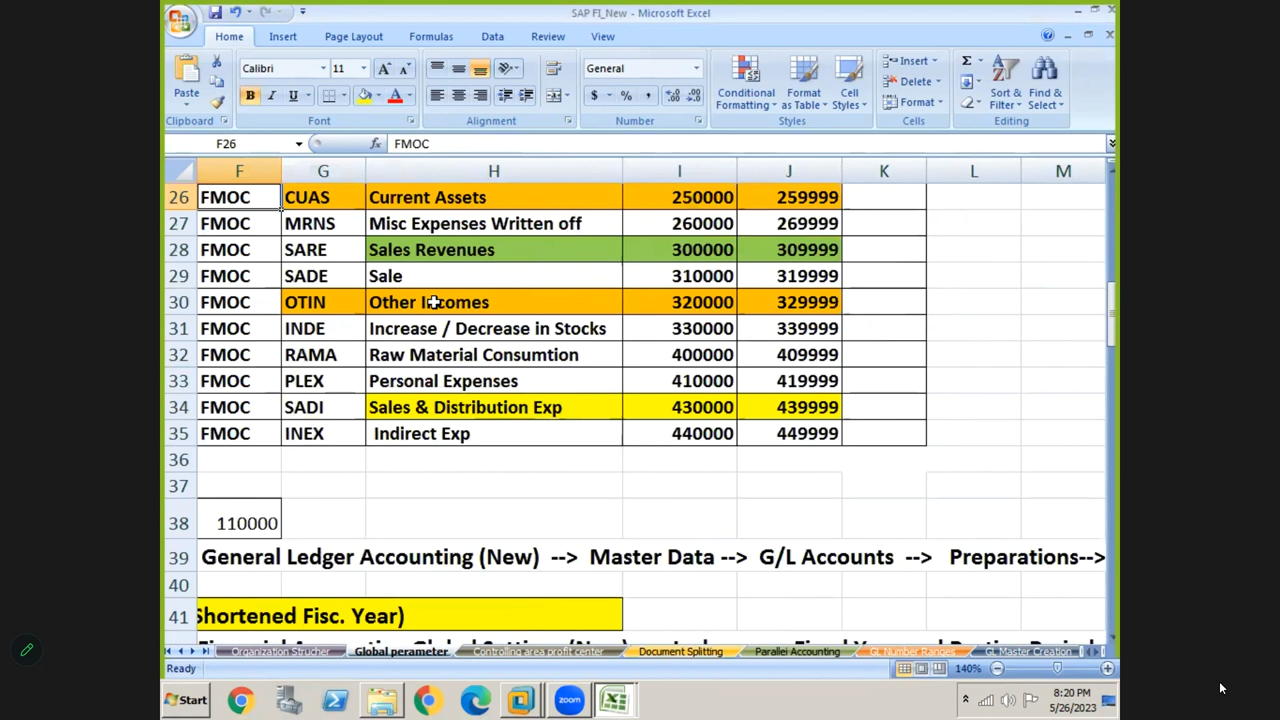 SAP FI_New - Microsoft Excel
Home Insert Page Layout Formulas Data Review View
Paste
Calibri 11
B I U
General
$ % ,
Conditional Formatting
Format as Table
Cell Styles
Insert
Delete
Format
Σ
Sort & Filter
Find & Select
Clipboard Font Alignment Number Styles Cells Editing
F26 fx FMOC
F G H I J K L M
26 FMOC CUAS Current Assets 250000 259999
27 FMOC MRNS Misc Expenses Written off 260000 269999
28 FMOC SARE Sales Revenues 300000 309999
29 FMOC SADE Sale 310000 319999
30 FMOC OTIN Other Incomes 320000 329999
31 FMOC INDE Increase / Decrease in Stocks 330000 339999
32 FMOC RAMA Raw Material Consumtion 400000 409999
33 FMOC PLEX Personal Expenses 410000 419999
34 FMOC SADI Sales & Distribution Exp 430000 439999
35 FMOC INEX Indirect Exp 440000 449999
36
37
38 110000
39 General Ledger Accounting (New) --> Master Data --> G/L Accounts --> Preparations-->
40
41 Shortened Fisc. Year)
Organization Strucher Global perameter Controlling area profit center Document Splitting Parallel Accounting GL Number Ranges GL Master Creation
Ready 140%
Start zoom 8:20 PM
5/26/2023